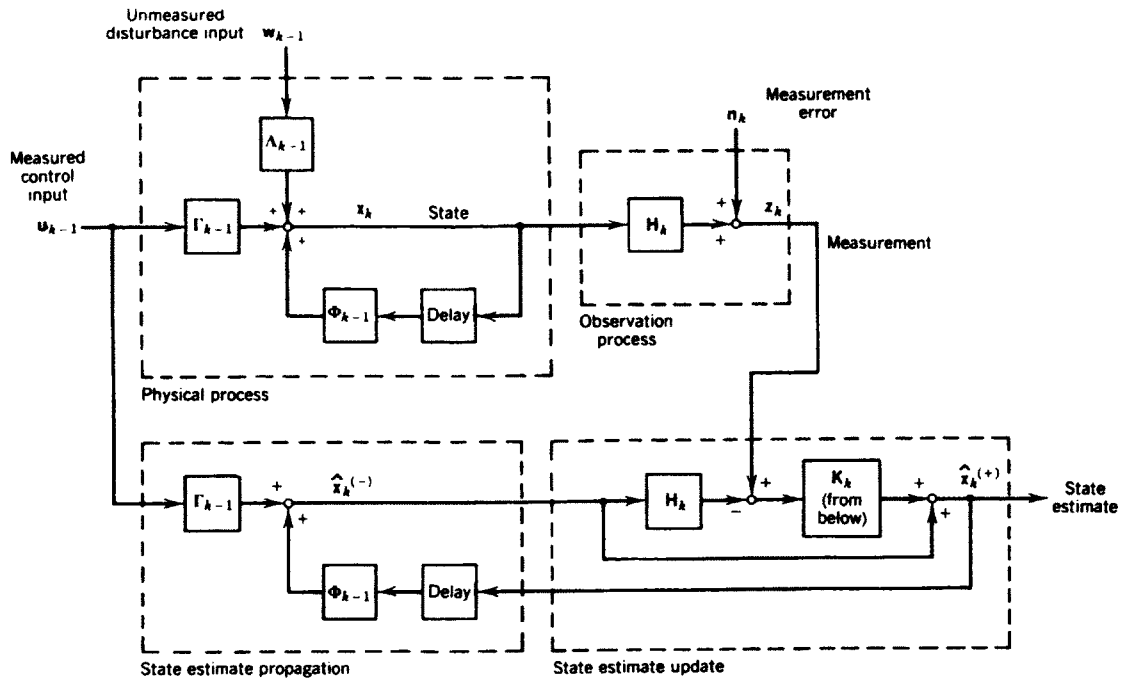 Unmeasured
disturbance input w_{k−1}
Λ_{k−1}
Measured
control
input
u_{k−1}
Γ_{k−1}
+ +
+
x_k State
Φ_{k−1}
Delay
Physical process
Measurement
error
n_k
H_k
+
+
z_k
Measurement
Observation
process
Γ_{k−1}
+
+
x̂_k(−)
Φ_{k−1}
Delay
State estimate propagation
H_k
+
−
K_k
(from
below)
+
+
x̂_k(+)
State
estimate
State estimate update